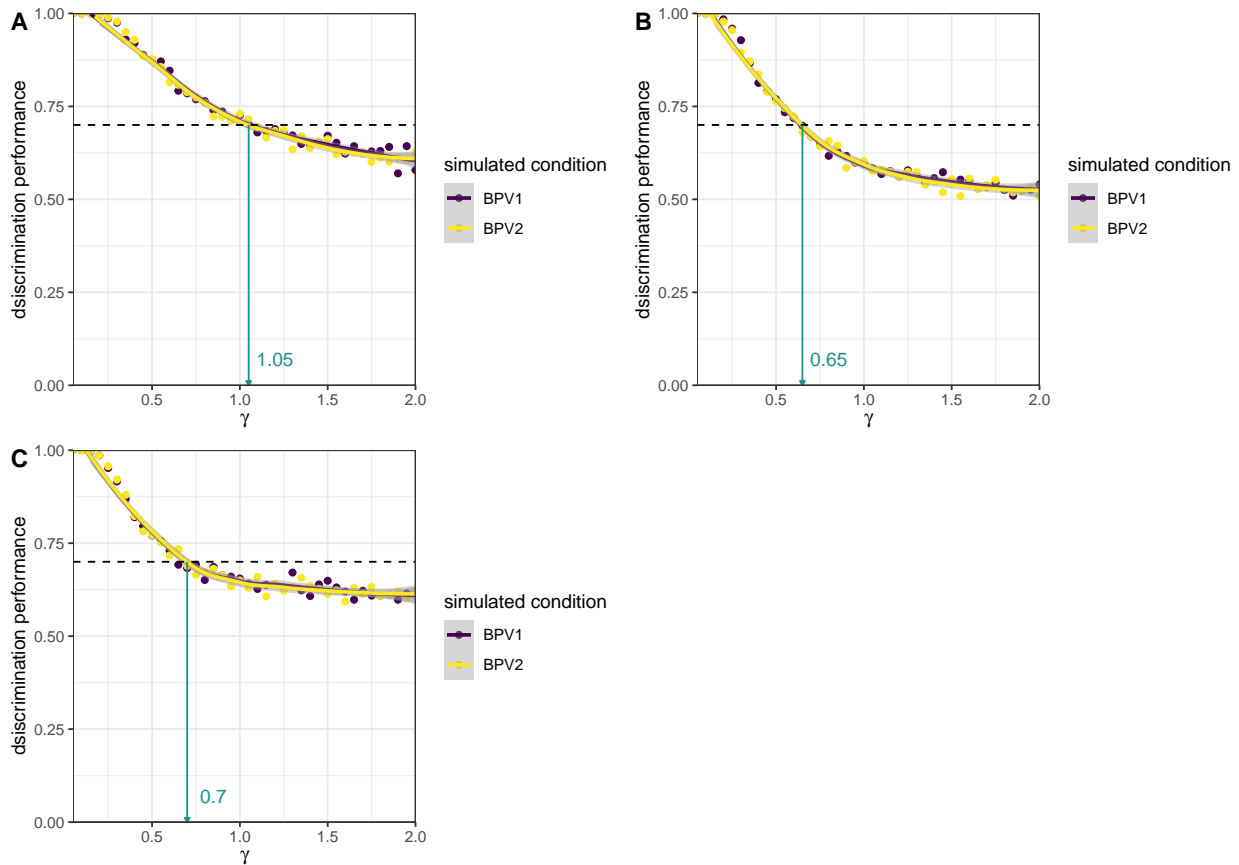 A
dsiscrimination performance
1.00
0.75
0.50
0.25
0.00
1.05
0.5
1.0
1.5
2.0
γ
simulated condition
BPV1
BPV2
B
dsiscrimination performance
1.00
0.75
0.50
0.25
0.00
0.65
0.5
1.0
1.5
2.0
γ
simulated condition
BPV1
BPV2
C
dsiscrimination performance
1.00
0.75
0.50
0.25
0.00
0.7
0.5
1.0
1.5
2.0
γ
simulated condition
BPV1
BPV2